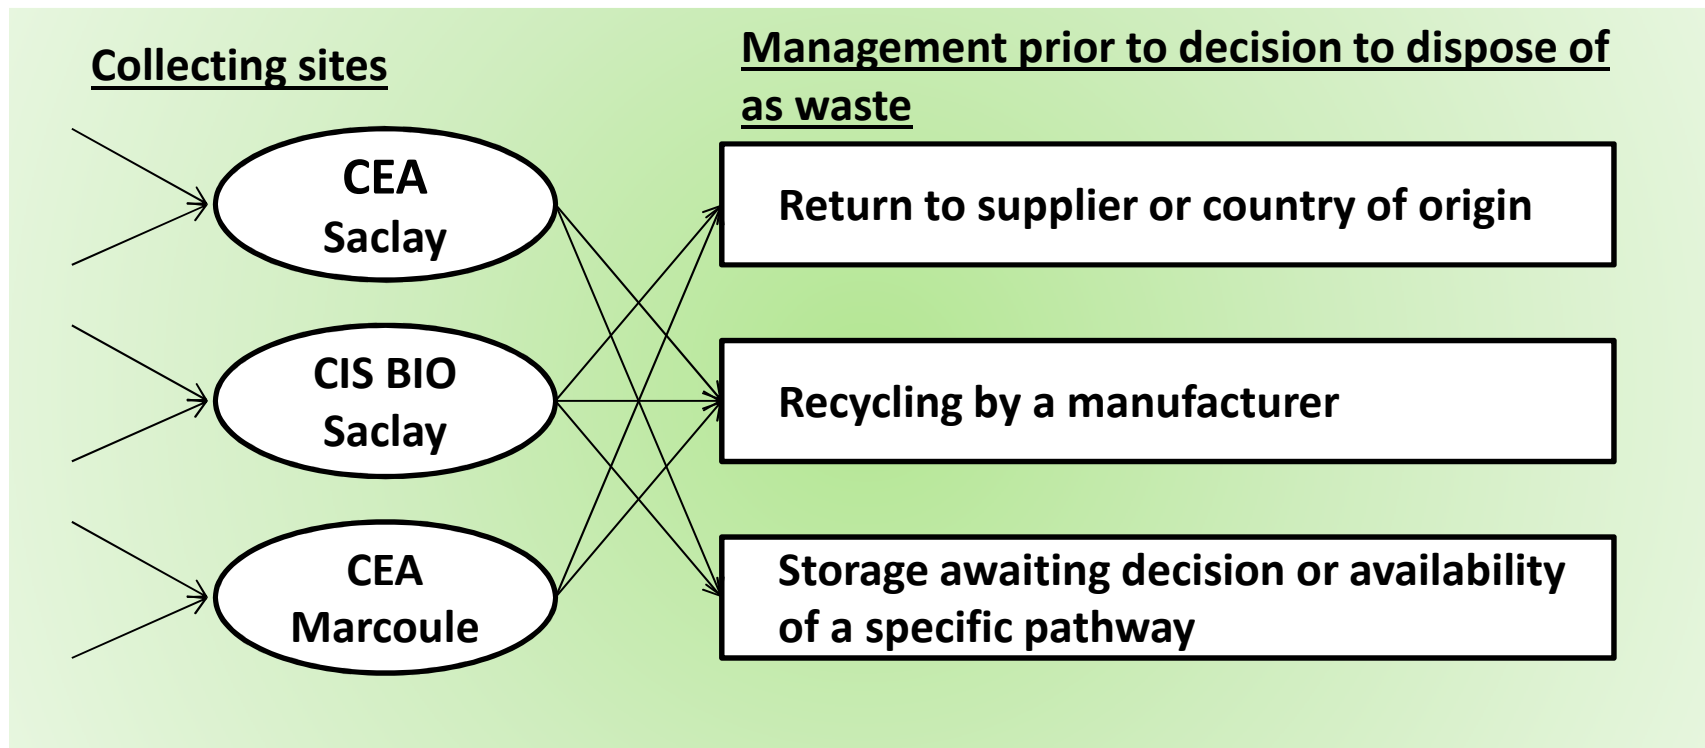 Collecting sites
Management prior to decision to dispose of
as waste
CEA
Saclay
Return to supplier or country of origin
CIS BIO
Saclay
Recycling by a manufacturer
CEA
Marcoule
Storage awaiting decision or availability
of a specific pathway